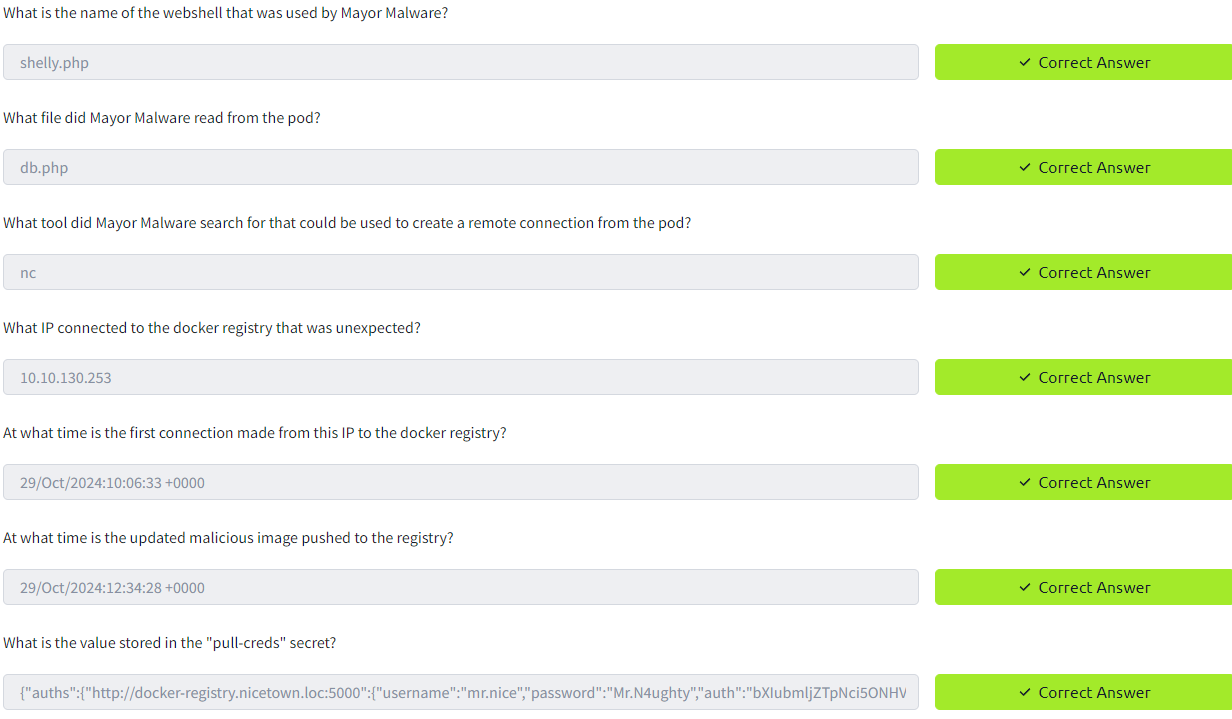 What is the name of the webshell that was used by Mayor Malware?
shelly.php
✓ Correct Answer
What file did Mayor Malware read from the pod?
db.php
✓ Correct Answer
What tool did Mayor Malware search for that could be used to create a remote connection from the pod?
nc
✓ Correct Answer
What IP connected to the docker registry that was unexpected?
10.10.130.253
✓ Correct Answer
At what time is the first connection made from this IP to the docker registry?
29/Oct/2024:10:06:33 +0000
✓ Correct Answer
At what time is the updated malicious image pushed to the registry?
29/Oct/2024:12:34:28 +0000
✓ Correct Answer
What is the value stored in the "pull-creds" secret?
{"auths":{"http://docker-registry.nicetown.loc:5000":{"username":"mr.nice","password":"Mr.N4ughty","auth":"bXIubmljZTpNci5ONHV
✓ Correct Answer